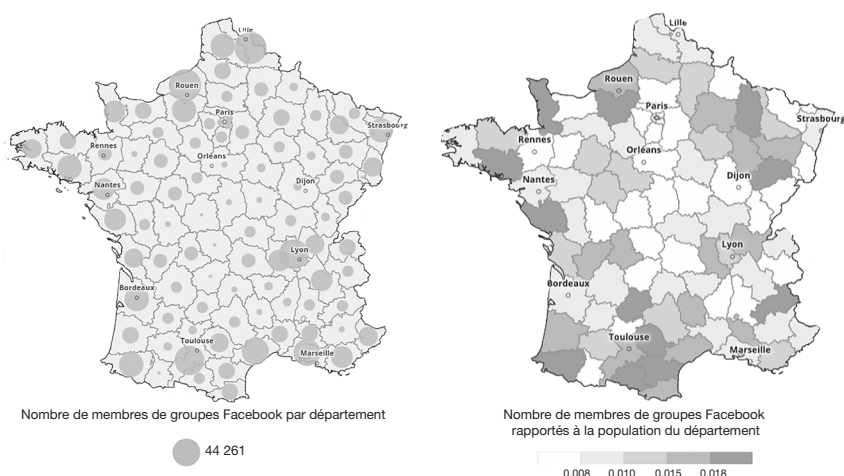 Lille
Rouen
Paris
Strasbourg
Rennes
Orléans
Nantes
Dijon
Lyon
Bordeaux
Toulouse
Marseille
Nombre de membres de groupes Facebook par département
44 261
Lille
Rouen
Paris
Strasbourg
Rennes
Orléans
Nantes
Dijon
Lyon
Bordeaux
Toulouse
Marseille
Nombre de membres de groupes Facebook
rapportés à la population du département
0.008 0.010 0.015 0.018